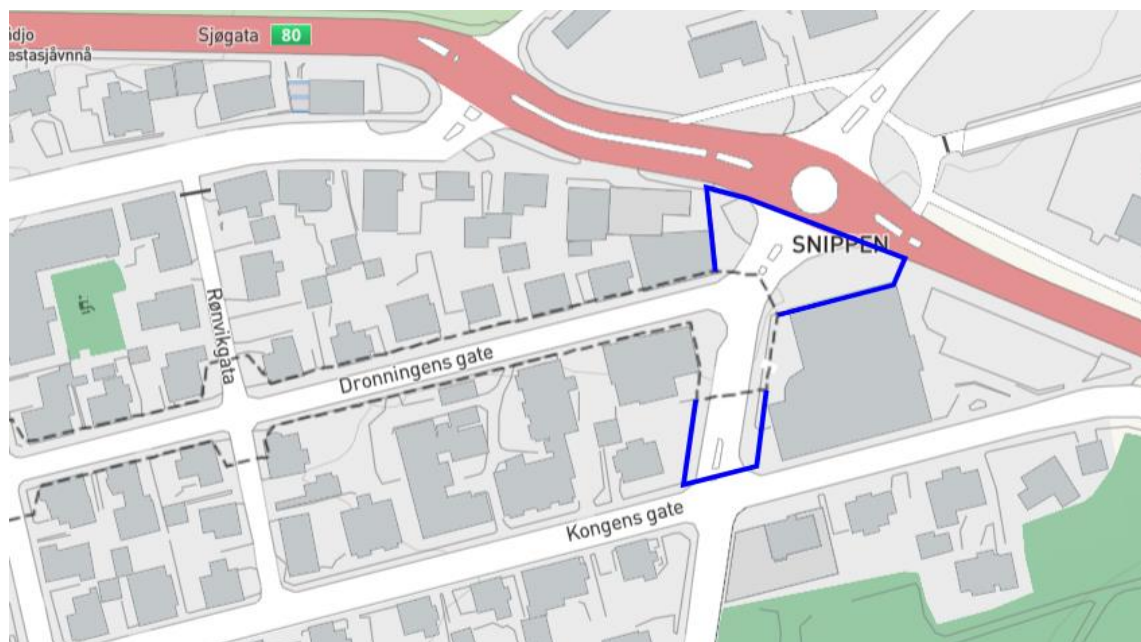 Sjøgata 80
SNIPPEN
Rønvikgata
Dronningens gate
Kongens gate